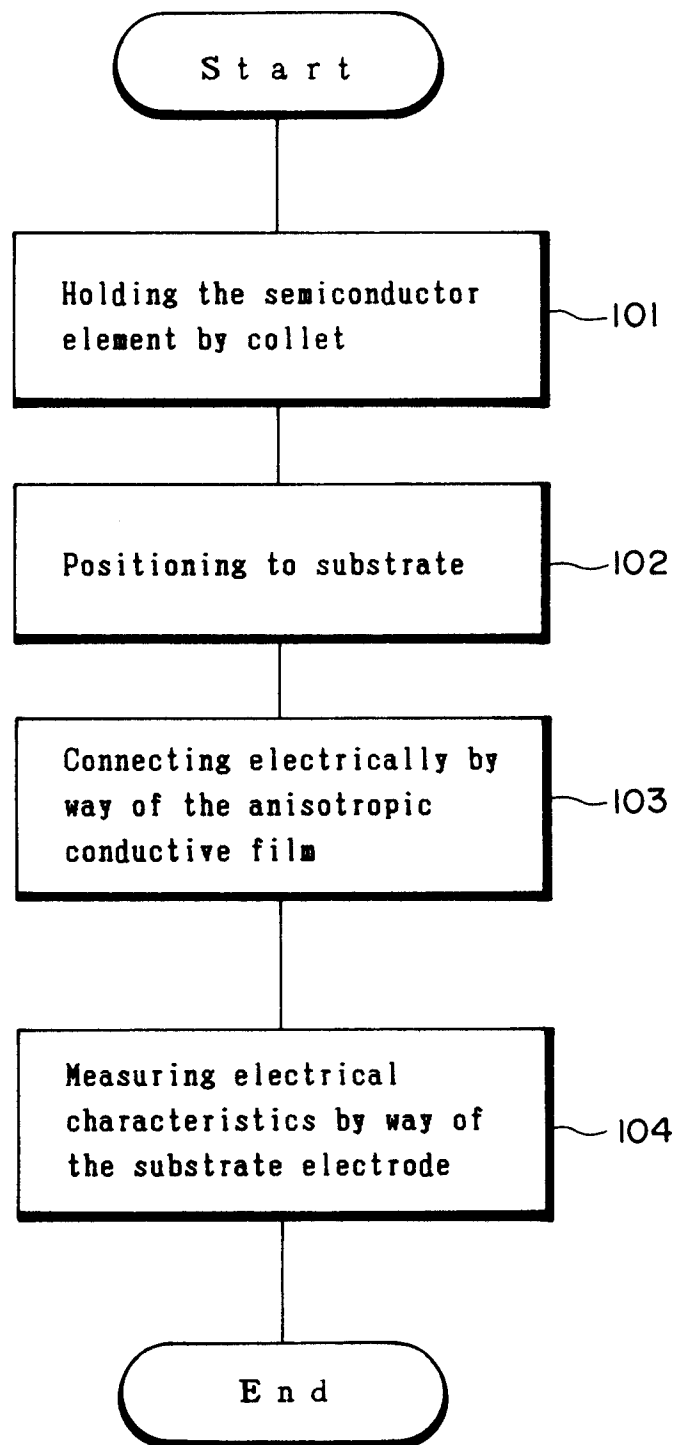 Start
Holding the semiconductor
element by collet
101
Positioning to substrate
102
Connecting electrically by
way of the anisotropic
conductive film
103
Measuring electrical
characteristics by way of
the substrate electrode
104
End